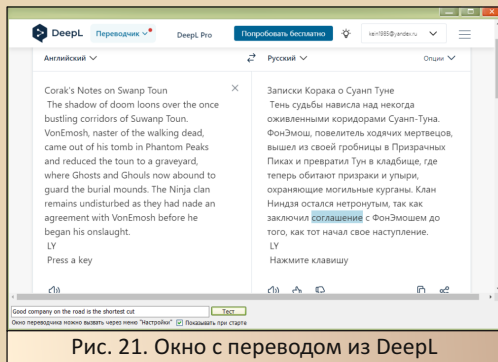 DeepL
Переводчик
DeepL Pro
Попробовать бесплатно
kein1983@yandex.ru
Английский
Русский
Опции
Corak's Notes on Swanp Toun
The shadow of doom loons over the once
bustling corridors of Suwanp Toun.
VonEmosh, naster of the walking dead,
came out of his tomb in Phantom Peaks
and reduced the toun to a graveyard,
where Ghosts and Ghouls now abound to
guard the burial mounds. The Ninja clan
remains undisturbed as they had nade an
agreement with VonEmosh before he
began his onslaught.
LY
Press a key
Записки Корака о Суанп Туне
Тень судьбы нависла над некогда
оживленными коридорами Суанп-Туна.
ФонЭмош, повелитель ходячих мертвецов,
вышел из своей гробницы в Призрачных
Пиках и превратил Тун в кладбище, где
теперь обитают призраки и упыри,
охраняющие могильные курганы. Клан
Ниндзя остался нетронутым, так как
заключил соглашение с ФонЭмошем до
того, как тот начал свое наступление.
LY
Нажмите клавишу
Good company on the road is the shortest cut
Тест
Окно переводчика можно вызвать через меню "Настройки"
Показывать при старте
Рис. 21. Окно с переводом из DeepL